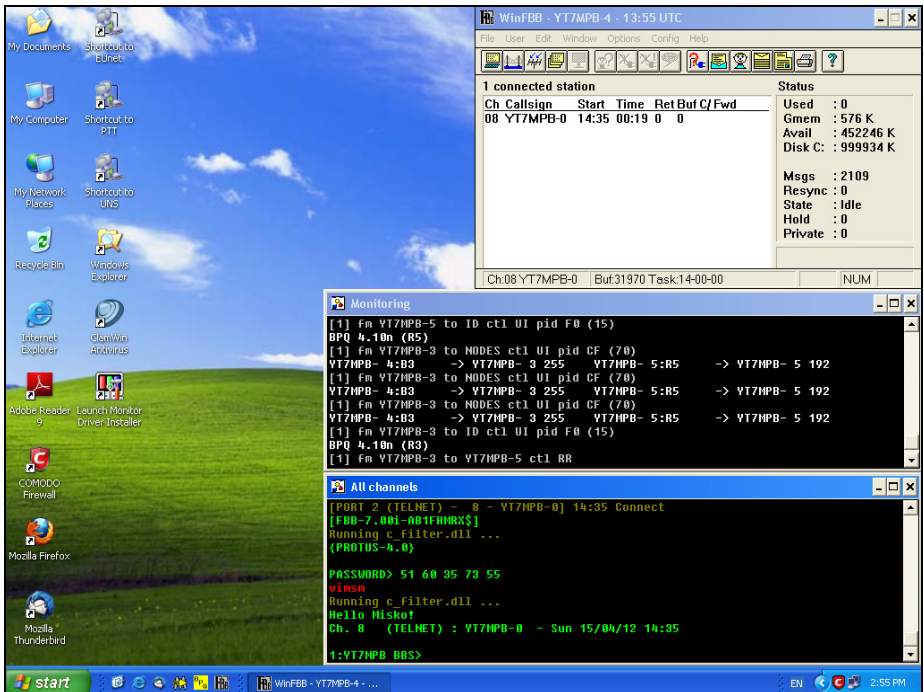 My Documents
Shortcut to EUnet
My Computer
Shortcut to PTT
My Network Places
Shortcut to UNS
Recycle Bin
Windows Explorer
Internet Explorer
ClamWin Antivirus
Adobe Reader 9
Launch Monitor Driver Installer
COMODO Firewall
Mozilla Firefox
Mozilla Thunderbird
WinFBB - YT7MPB-4 - 13:55 UTC
File User Edit Window Options Config Help
1 connected station
Ch Callsign Start Time Ret Buf C/ Fwd
08 YT7MPB-0 14:35 00:19 0 0
Status
Used : 0
Gmem : 576 K
Avail : 452246 K
Disk C: : 999934 K
Msgs : 2109
Resync : 0
State : Idle
Hold : 0
Private : 0
Ch:08 YT7MPB-0 Buf:31970 Task:14-00-00 NUM
Monitoring
[1] fm YT7MPB-5 to ID ctl UI pid F0 (15)
BPQ 4.10n (R5)
[1] fm YT7MPB-3 to NODES ctl UI pid CF (70)
YT7MPB- 4:B3 -> YT7MPB- 3 255 YT7MPB- 5:R5 -> YT7MPB- 5 192
[1] fm YT7MPB-3 to NODES ctl UI pid CF (70)
YT7MPB- 4:B3 -> YT7MPB- 3 255 YT7MPB- 5:R5 -> YT7MPB- 5 192
[1] fm YT7MPB-3 to NODES ctl UI pid CF (70)
YT7MPB- 4:B3 -> YT7MPB- 3 255 YT7MPB- 5:R5 -> YT7MPB- 5 192
[1] fm YT7MPB-3 to ID ctl UI pid F0 (15)
BPQ 4.10n (R3)
[1] fm YT7MPB-3 to YT7MPB-5 ctl RR
All channels
[PORT 2 (TELNET) - 8 - YT7MPB-0] 14:35 Connect
[FBB-7.00i-AB1FHMRX$]
Running c_filter.dll ...
{PROTUS-4.0}
PASSWORD> 51 60 35 73 55
vimsm
Running c_filter.dll ...
Hello Misko!
Ch. 8 (TELNET) : YT7MPB-0 - Sun 15/04/12 14:35
1:YT7MPB BBS>
start
WinFBB - YT7MPB-4 - ...
EN
2:55 PM